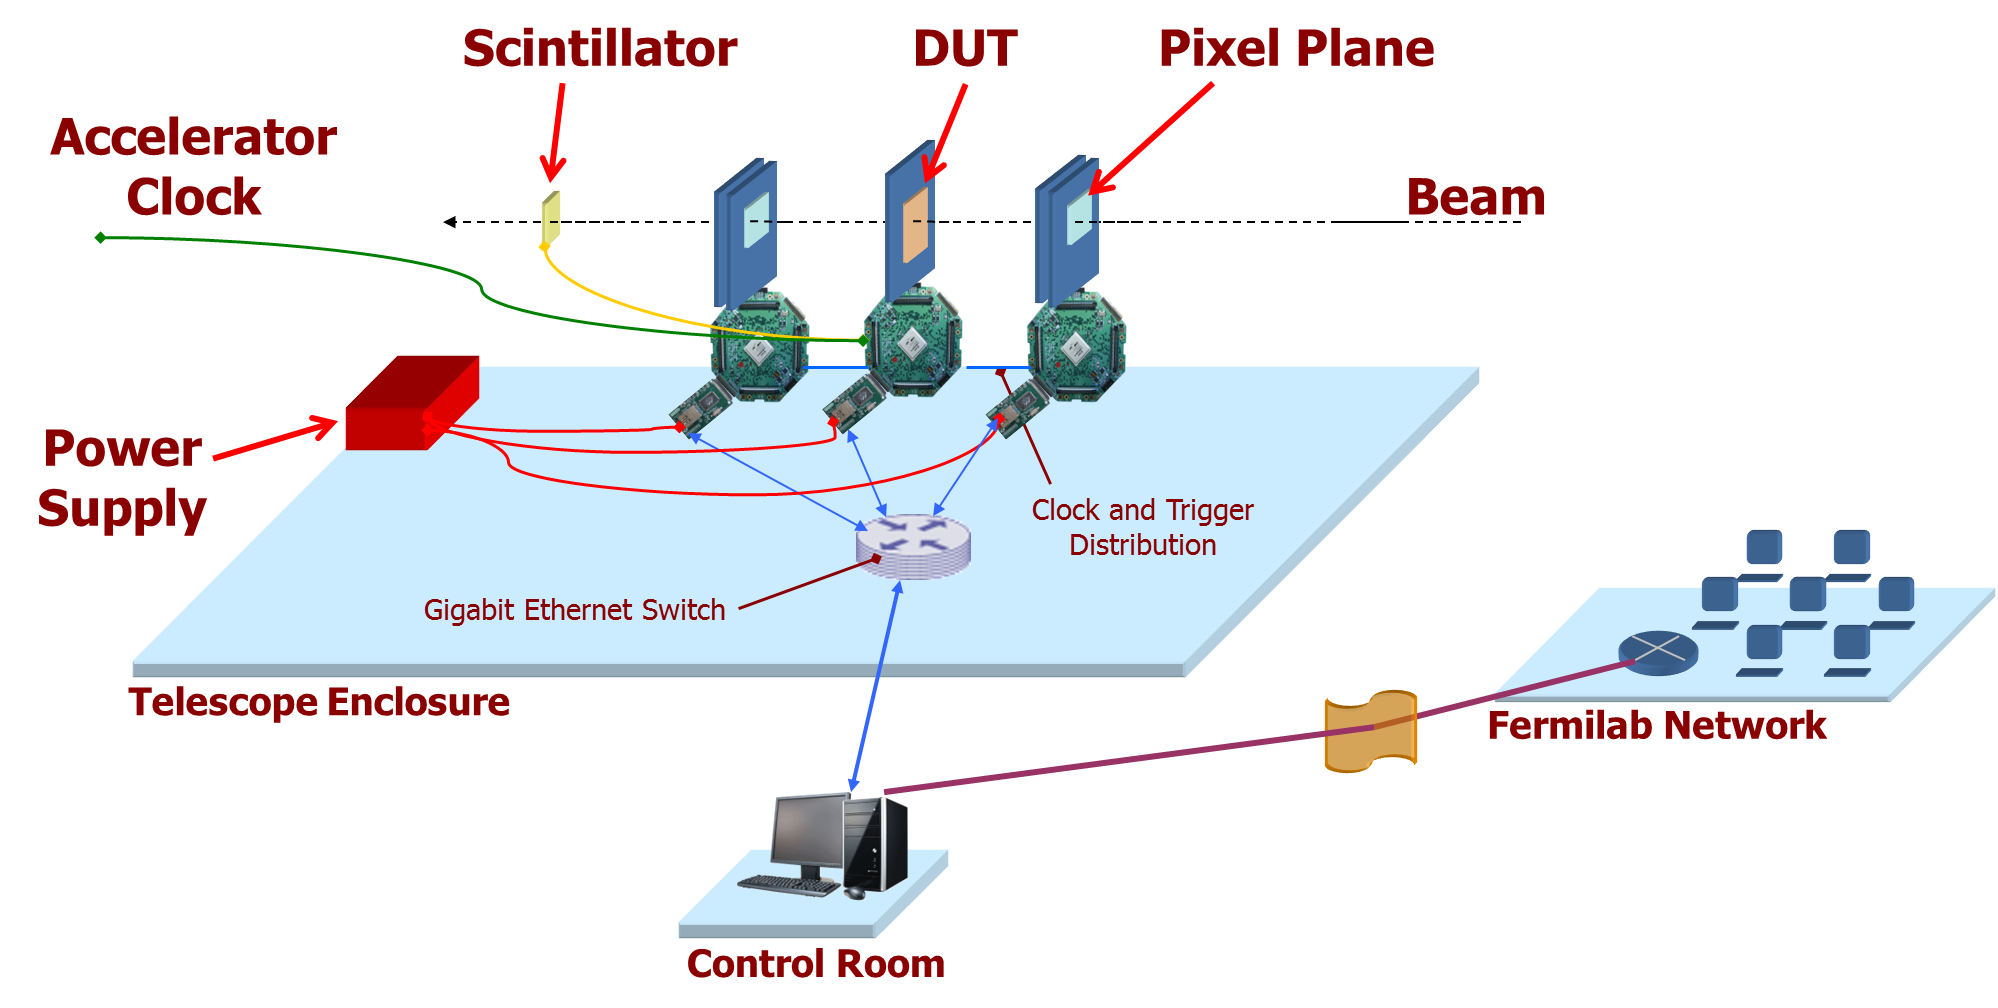 Scintillator
DUT
Pixel Plane
Accelerator
Clock
Beam
Power
Supply
Clock and Trigger
Distribution
Gigabit Ethernet Switch
Telescope Enclosure
Fermilab Network
Control Room